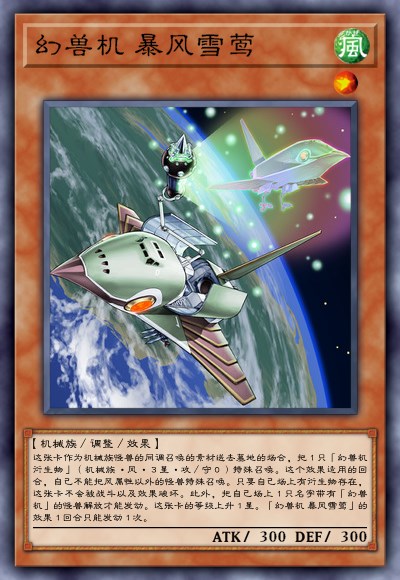 幻兽机 暴风雪莺
風
【机械族／调整／效果】
这张卡作为机械族怪兽的同调召唤的素材送去墓地的场合，把1只「幻兽机
衍生物」（机械族·风·3星·攻／守0）特殊召唤。这个效果适用的回
合，自己不能把风属性以外的怪兽特殊召唤。只要自己场上有衍生物存在，
这张卡不会被战斗以及效果破坏。此外，把自己场上1只名字带有「幻兽
机」的怪兽解放才能发动。这张卡的等级上升1星。「幻兽机 暴风雪莺」的
效果1回合只能发动1次。
ATK／ 300 DEF／ 300